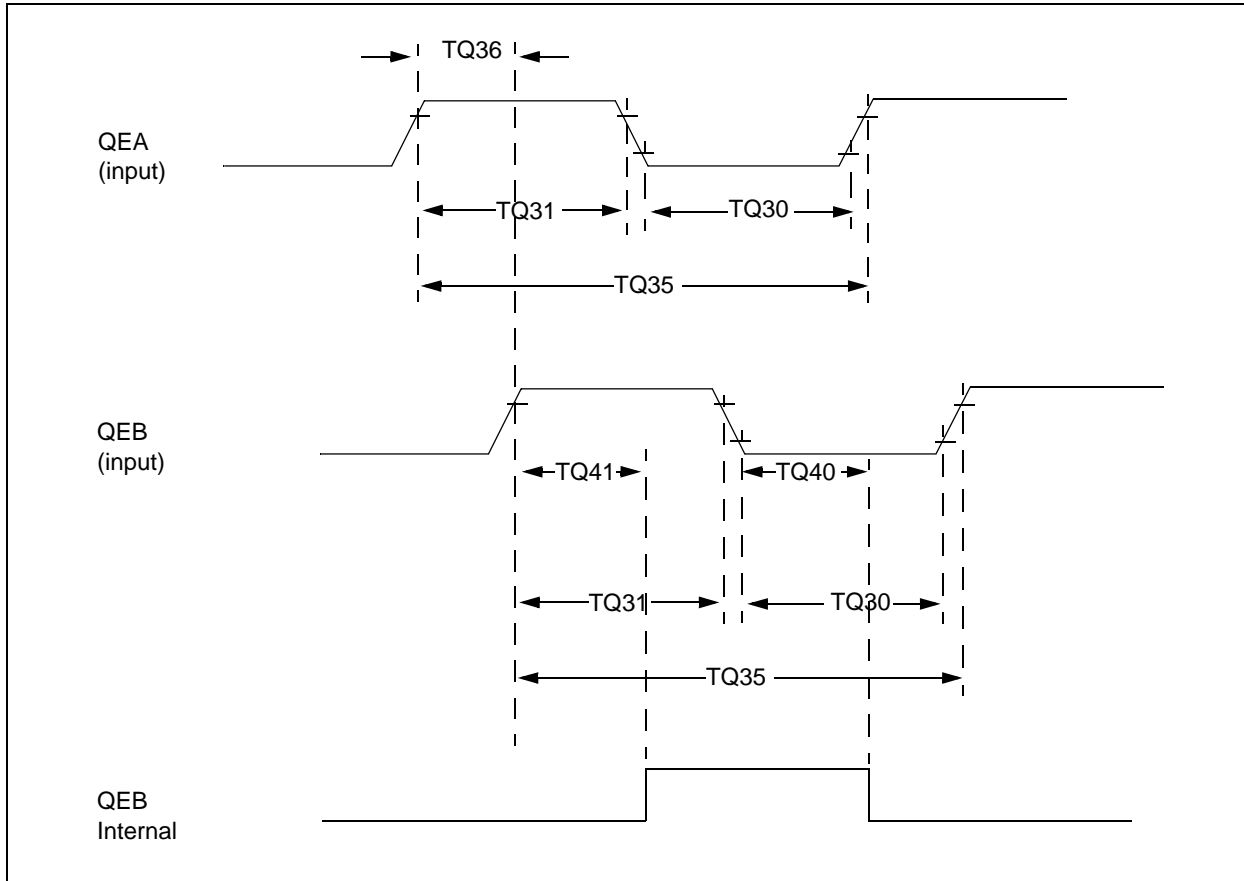 TQ36
QEA
(input)
TQ31
TQ30
TQ35
QEB
(input)
TQ41
TQ40
TQ31
TQ30
TQ35
QEB
Internal